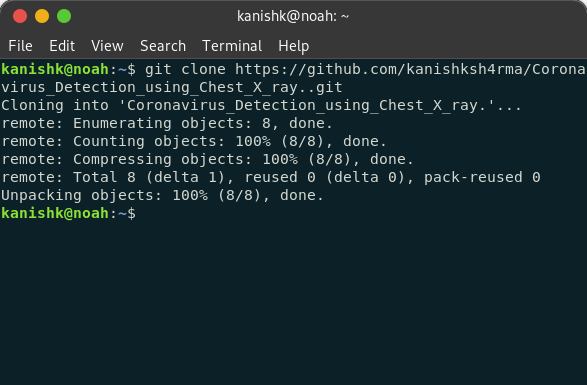 kanishk@noah: ~
File Edit View Search Terminal Help
kanishk@noah:~$ git clone https://github.com/kanishksh4rma/Corona
virus_Detection_using_Chest_X_ray..git
Cloning into 'Coronavirus_Detection_using_Chest_X_ray.'...
remote: Enumerating objects: 8, done.
remote: Counting objects: 100% (8/8), done.
remote: Compressing objects: 100% (8/8), done.
remote: Total 8 (delta 1), reused 0 (delta 0), pack-reused 0
Unpacking objects: 100% (8/8), done.
kanishk@noah:~$